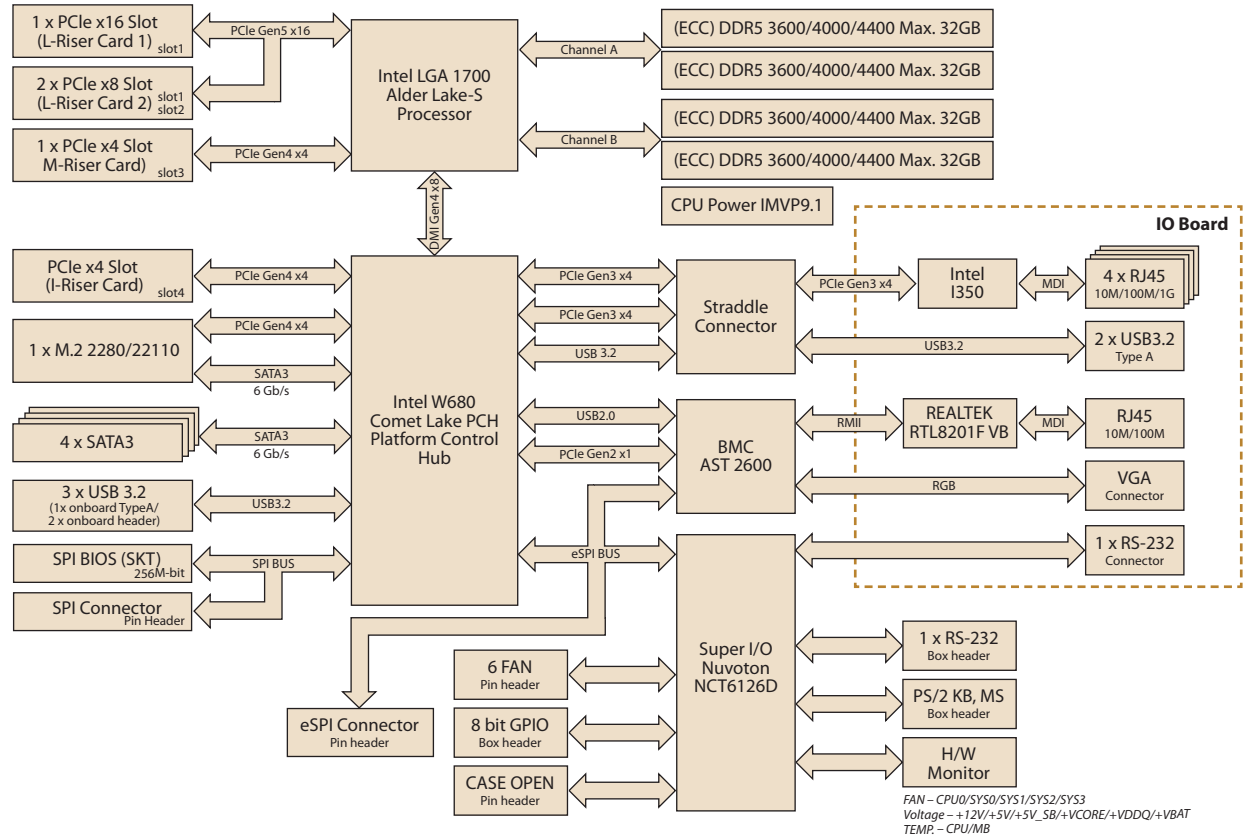 1 x PCIe x16 Slot
(L-Riser Card 1)
slot1
PCIe Gen5 x16
2 x PCIe x8 Slot
(L-Riser Card 2)
slot1
slot2
1 x PCIe x4 Slot
M-Riser Card)
slot3
PCIe Gen4 x4
Intel LGA 1700
Alder Lake-S
Processor
Channel A
Channel B
(ECC) DDR5 3600/4000/4400 Max. 32GB
(ECC) DDR5 3600/4000/4400 Max. 32GB
(ECC) DDR5 3600/4000/4400 Max. 32GB
(ECC) DDR5 3600/4000/4400 Max. 32GB
CPU Power IMVP9.1
DMI Gen4 x8
IO Board
PCIe x4 Slot
(I-Riser Card)
slot4
PCIe Gen4 x4
1 x M.2 2280/22110
PCIe Gen4 x4
SATA3
6 Gb/s
4 x SATA3
SATA3
6 Gb/s
3 x USB 3.2
(1x onboard TypeA/
2 x onboard header)
USB3.2
SPI BIOS (SKT)
256M-bit
SPI BUS
SPI Connector
Pin Header
Intel W680
Comet Lake PCH
Platform Control
Hub
PCIe Gen3 x4
PCIe Gen3 x4
USB 3.2
USB2.0
PCIe Gen2 x1
eSPI BUS
Straddle
Connector
PCIe Gen3 x4
Intel
I350
MDI
4 x RJ45
10M/100M/1G
USB3.2
2 x USB3.2
Type A
BMC
AST 2600
RMII
REALTEK
RTL8201F VB
MDI
RJ45
10M/100M
RGB
VGA
Connector
1 x RS-232
Connector
Super I/O
Nuvoton
NCT6126D
eSPI Connector
Pin header
6 FAN
Pin header
8 bit GPIO
Box header
CASE OPEN
Pin header
1 x RS-232
Box header
PS/2 KB, MS
Box header
H/W
Monitor
FAN – CPU0/SYS0/SYS1/SYS2/SYS3
Voltage – +12V/+5V/+5V_SB/+VCORE/+VDDQ/+VBAT
TEMP. – CPU/MB